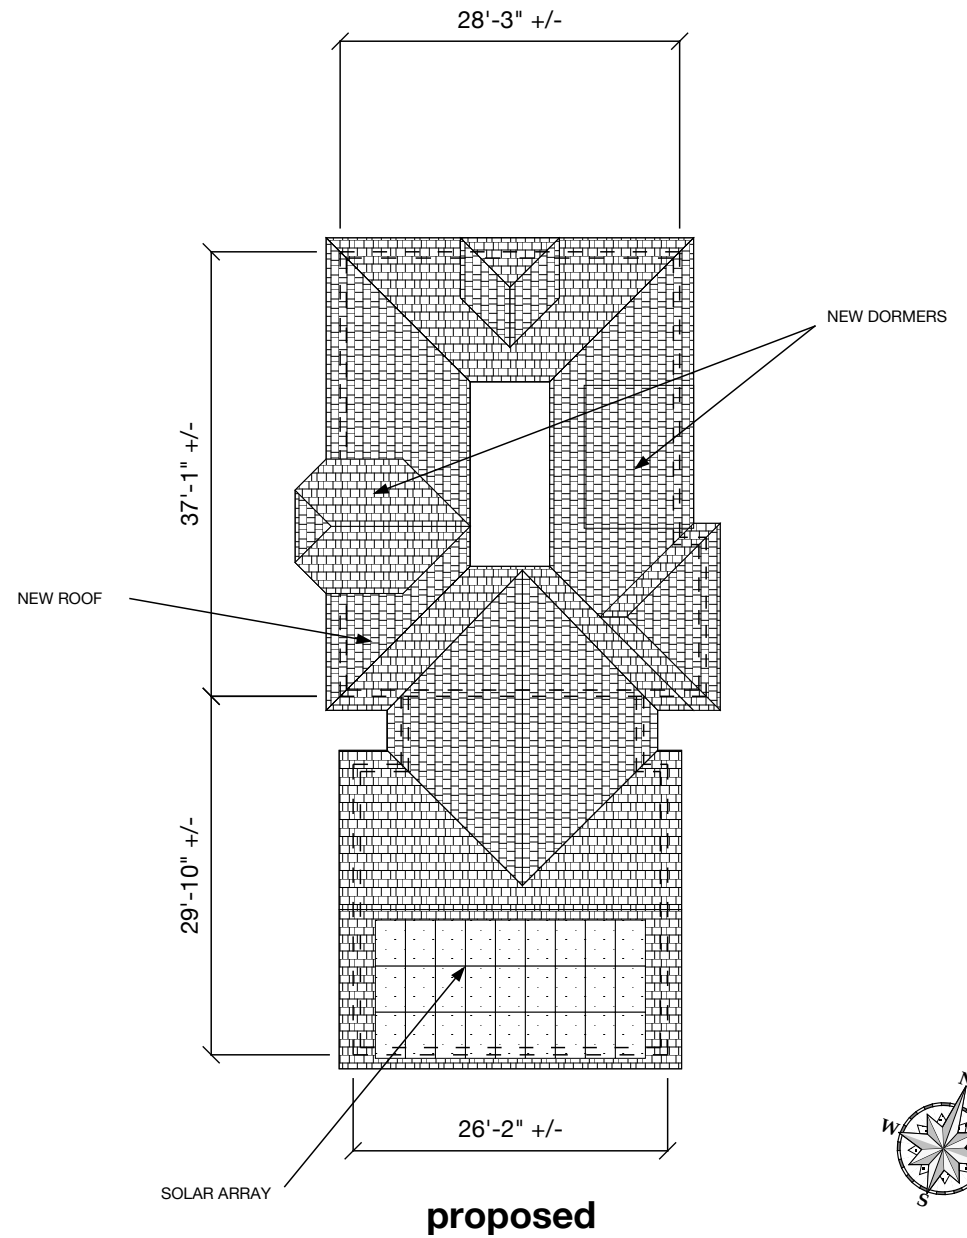 28'-3" +/-
NEW DORMERS
37'-1" +/-
NEW ROOF
29'-10" +/-
26'-2" +/-
SOLAR ARRAY
proposed
N
W
S